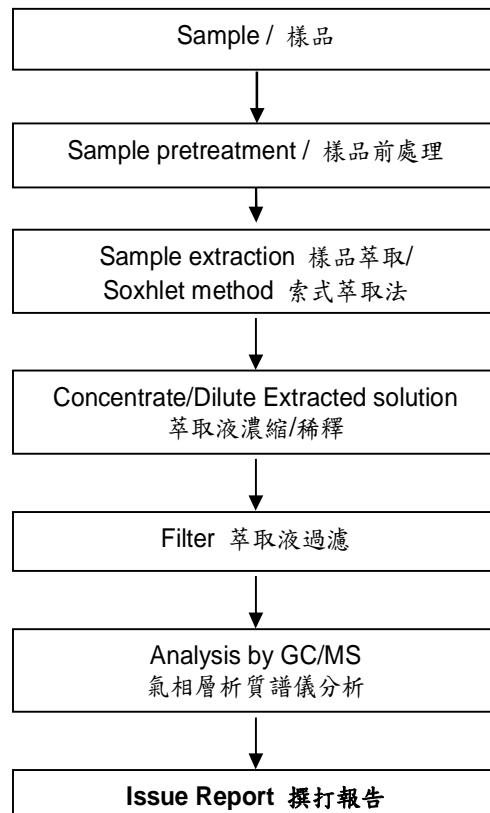 Sample / 樣品
Sample pretreatment / 樣品前處理
Sample extraction 樣品萃取/
Soxhlet method 索式萃取法
Concentrate/Dilute Extracted solution
萃取液濃縮/稀釋
Filter 萃取液過濾
Analysis by GC/MS
氣相層析質譜儀分析
Issue Report 撰打報告